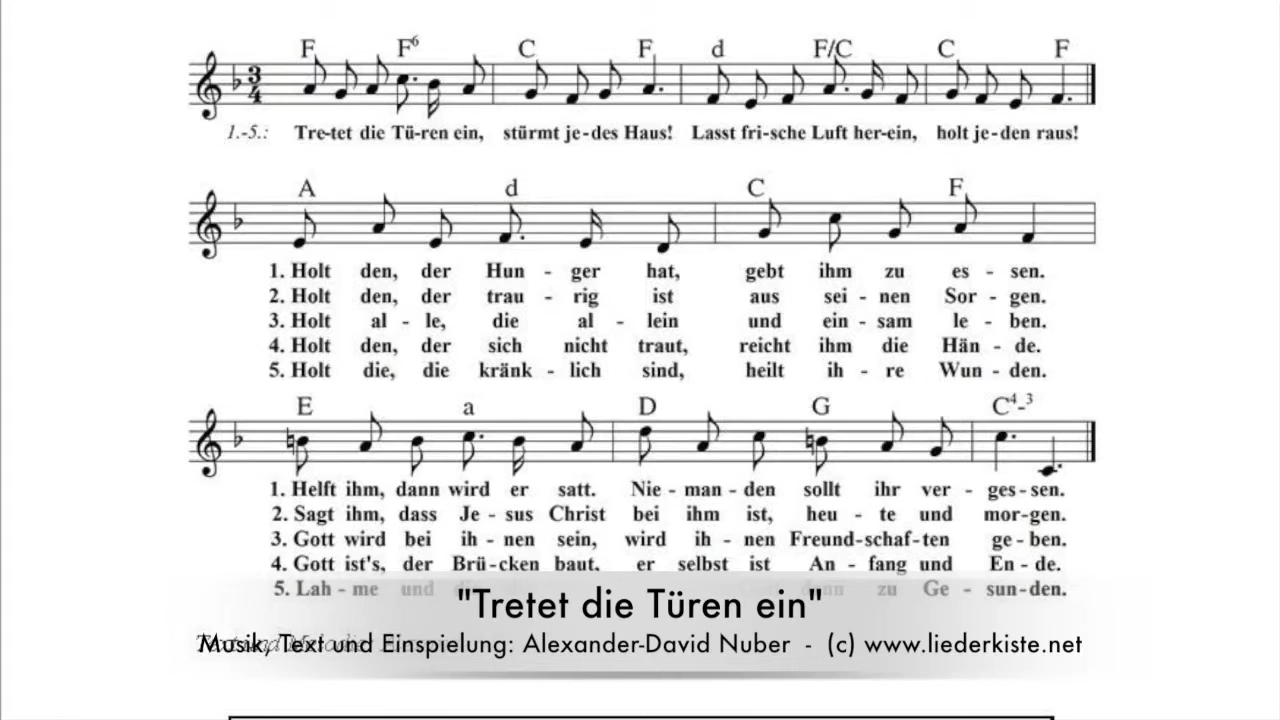 F F6 C F d F/C C F
3
4
1.-5.: Tre-tet die Tü-ren ein, stürmt je-des Haus! Lasst fri-sche Luft her-ein, holt je-den raus!
A d C F
1. Holt den, der Hun - ger hat, gebt ihm zu es - sen.
2. Holt den, der trau - rig ist aus sei - nen Sor - gen.
3. Holt al - le, die al - lein und ein - sam le - ben.
4. Holt den, der sich nicht traut, reicht ihm die Hän - de.
5. Holt die, die kränk - lich sind, heilt ih - re Wun - den.
E a D G C4-3
1. Helft ihm, dann wird er satt. Nie - man - den sollt ihr ver - ges - sen.
2. Sagt ihm, dass Je - sus Christ bei ihm ist, heu - te und mor - gen.
3. Gott wird bei ih - nen sein, wird ih - nen Freund - schaf - ten ge - ben.
4. Gott ist's, der Brü - cken baut, er selbst ist An - fang und En - de.
5. Lah - me und zu Ge - sun - den.
"Tretet die Türen ein"
Musik, Text und Einspielung: Alexander-David Nuber - (c) www.liederkiste.net